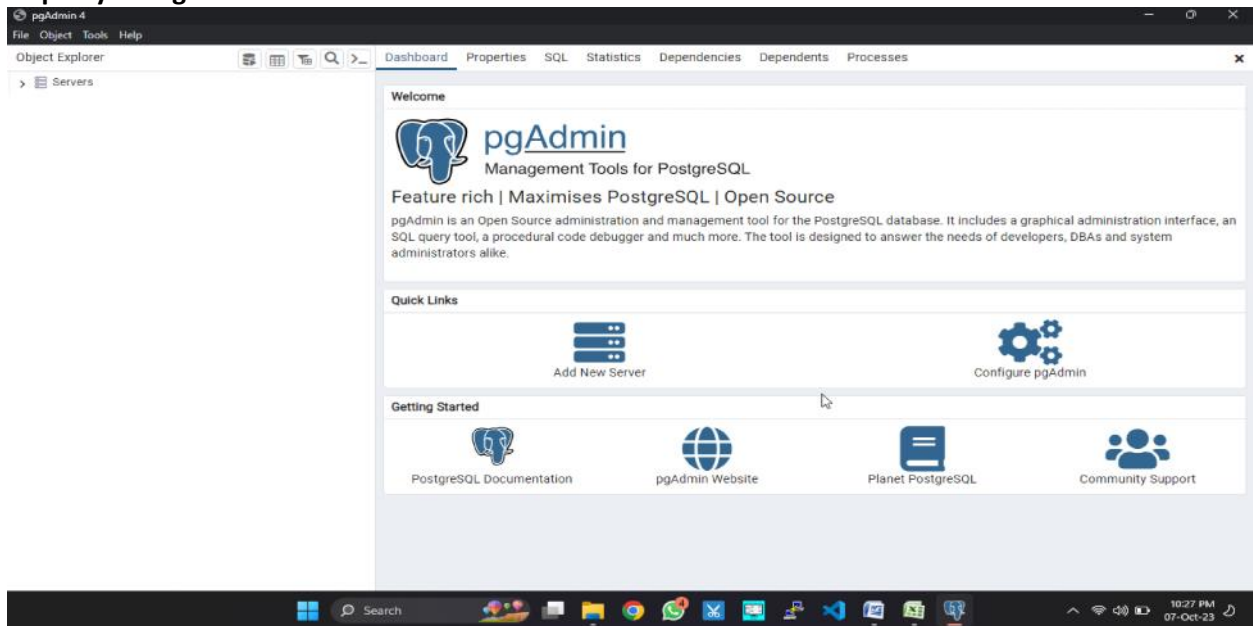 pgAdmin 4
File Object Tools Help
Object Explorer
Dashboard Properties SQL Statistics Dependencies Dependents Processes
Servers
Welcome
pgAdmin
Management Tools for PostgreSQL
Feature rich | Maximises PostgreSQL | Open Source
pgAdmin is an Open Source administration and management tool for the PostgreSQL database. It includes a graphical administration interface, an
SQL query tool, a procedural code debugger and much more. The tool is designed to answer the needs of developers, DBAs and system
administrators alike.
Quick Links
Add New Server
Configure pgAdmin
Getting Started
PostgreSQL Documentation
pgAdmin Website
Planet PostgreSQL
Community Support
Search
10:27 PM
07-Oct-23